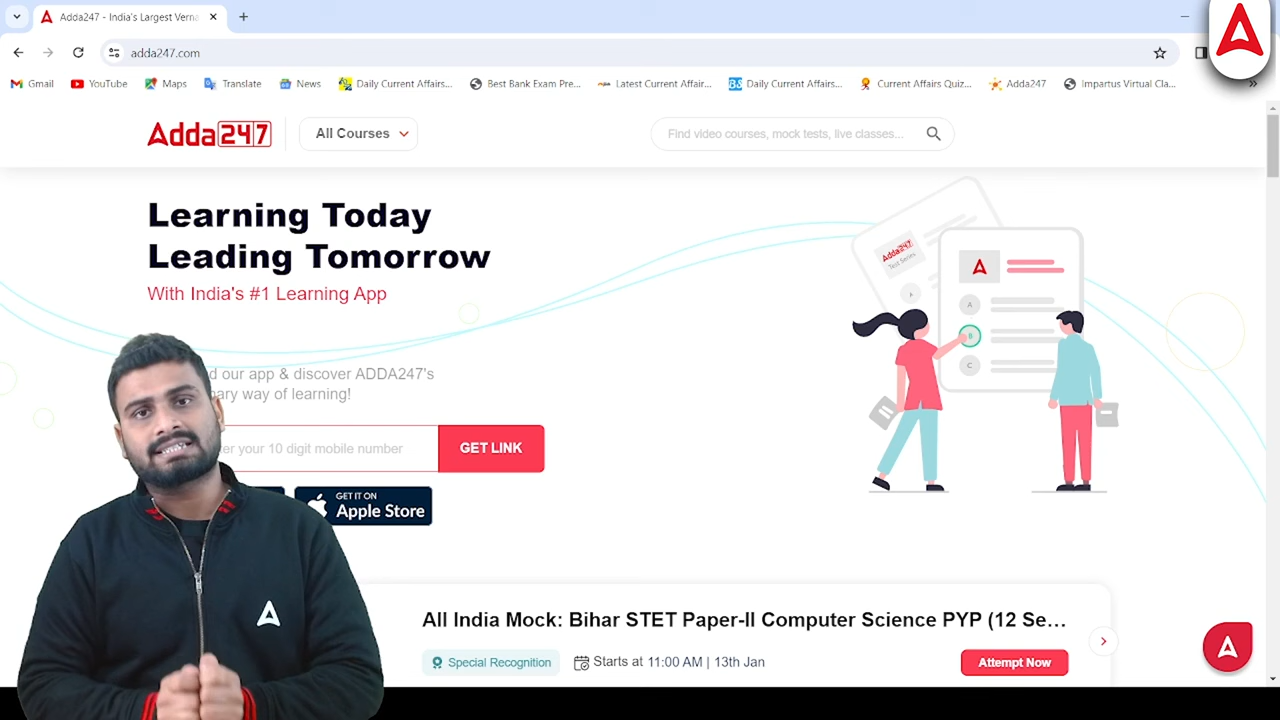 Adda247 - India's Largest Verna
adda247.com
Gmail
YouTube
Maps
Translate
News
Daily Current Affairs...
Best Bank Exam Pre...
Latest Current Affair...
Daily Current Affairs...
Current Affairs Quiz...
Adda247
Impartus Virtual Cla...
Adda247
All Courses
Find video courses, mock tests, live classes...
Learning Today
Leading Tomorrow
With India's #1 Learning App
Adda247
Test Series
A
A
B
C
our app & discover ADDA247's
way of learning!
your 10 digit mobile number
GET LINK
GET IT ON
Apple Store
All India Mock: Bihar STET Paper-II Computer Science PYP (12 Se...
Special Recognition
Starts at 11:00 AM | 13th Jan
Attempt Now